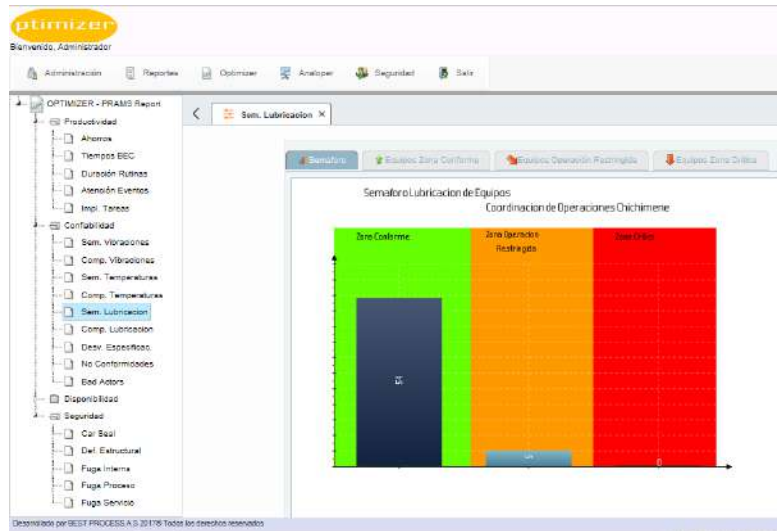 ptimizer
Bienvenido, Administrador
Administración
Reportes
Optimizer
Analoper
Seguridad
Salir
OPTIMIZER - PRAMS Report
Productividad
Ahorros
Tiempos BEC
Duración Rutinas
Atención Eventos
Impl. Tareas
Confiabilidad
Sem. Vibraciones
Comp. Vibraciones
Sem. Temperaturas
Comp. Temperaturas
Sem. Lubricacion
Comp. Lubricacion
Desv. Especificac.
No Conformidades
Bad Actors
Disponibilidad
Seguridad
Car Seal
Def. Estructural
Fuga Interna
Fuga Proceso
Fuga Servicio
Sem. Lubricacion X
Semaforo
Equipos Zona Conforme
Equipos Operación Restringida
Equipos Zona Critica
Semaforo Lubricacion de Equipos
Coordinacion de Operaciones Chichimene
Zona Conforme
Zona Operacion
Restringida
Zona Critica
0
Desarrollado por BEST PROCESS A.S 2017® Todos los derechos reservados